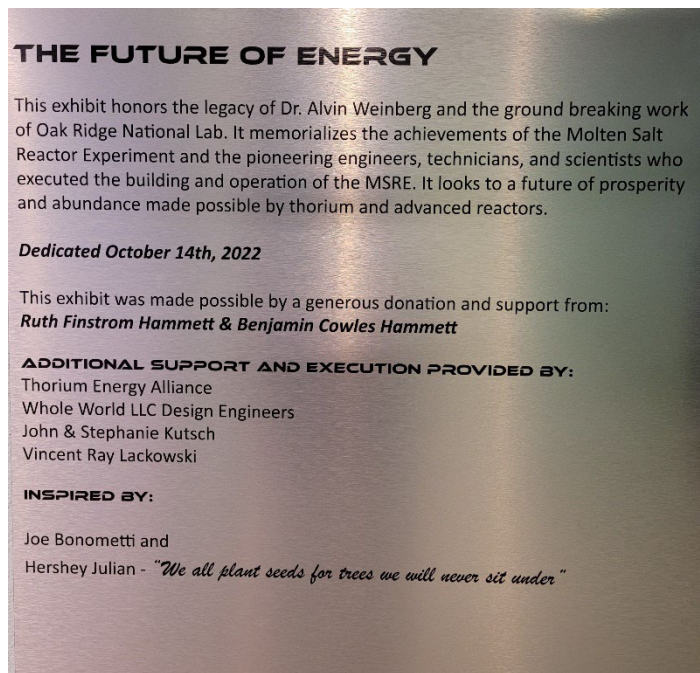 THE FUTURE OF ENERGY
This exhibit honors the legacy of Dr. Alvin Weinberg and the ground breaking work
of Oak Ridge National Lab. It memorializes the achievements of the Molten Salt
Reactor Experiment and the pioneering engineers, technicians, and scientists who
executed the building and operation of the MSRE. It looks to a future of prosperity
and abundance made possible by thorium and advanced reactors.
Dedicated October 14th, 2022
This exhibit was made possible by a generous donation and support from:
Ruth Finstrom Hammett & Benjamin Cowles Hammett
ADDITIONAL SUPPORT AND EXECUTION PROVIDED BY:
Thorium Energy Alliance
Whole World LLC Design Engineers
John & Stephanie Kutsch
Vincent Ray Lackowski
INSPIRED BY:
Joe Bonometti and
Hershey Julian - "We all plant seeds for trees we will never sit under"